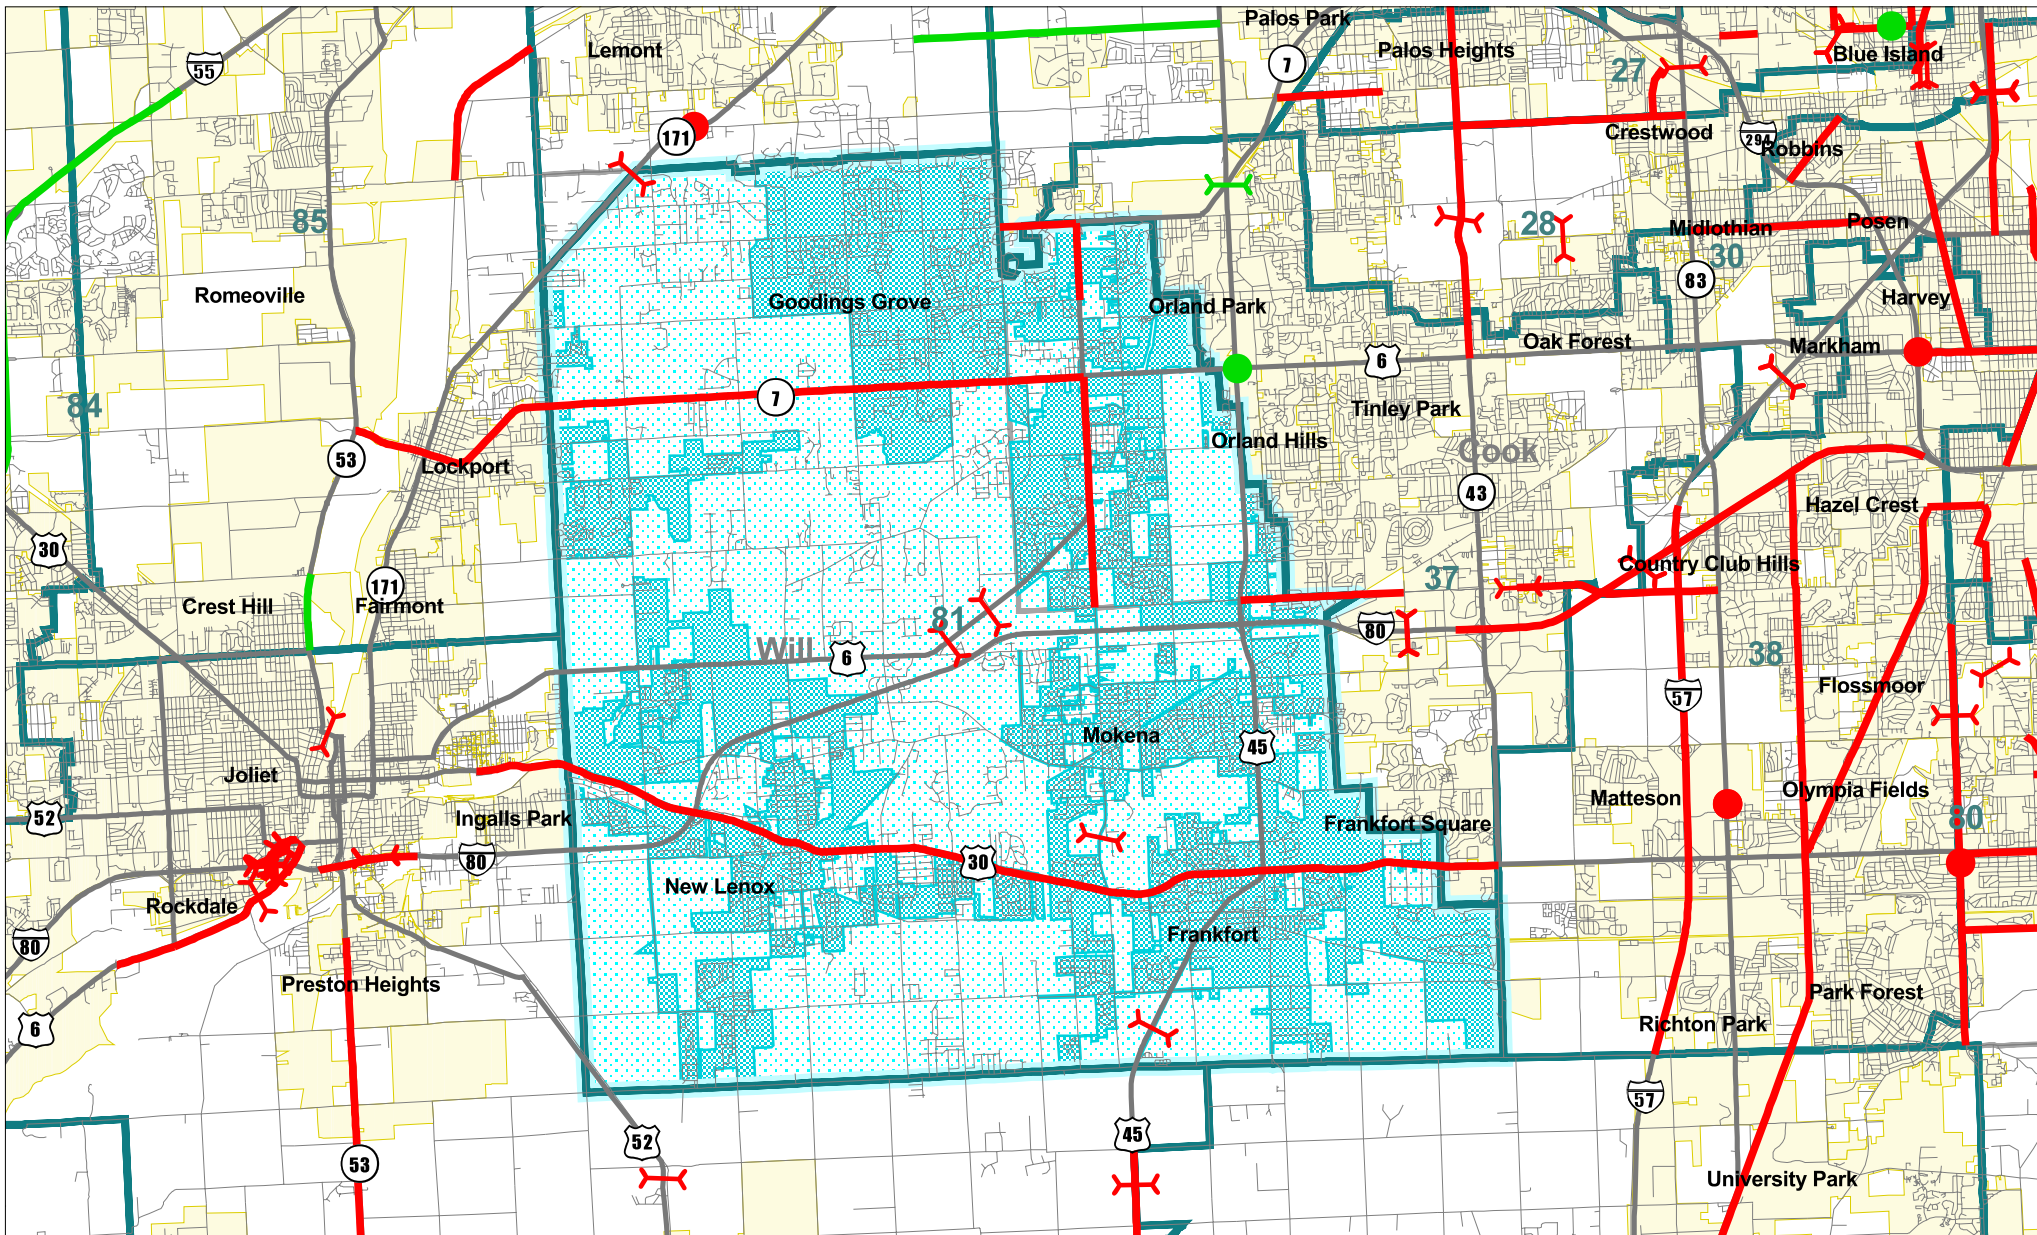 Palos Park
Lemont
Palos Heights
Blue Island
55
7
27
171
Crestwood
294
Robbins
85
28
Midlothian
Posen
30
83
Romeoville
Goodings Grove
Orland Park
Harvey
Oak Forest
Markham
6
7
84
Tinley Park
Orland Hills
Cook
53
Lockport
43
Hazel Crest
30
171
Country Club Hills
37
Crest Hill
Fairmont
81
80
Will
6
38
Flossmoor
57
Mokena
45
Joliet
Olympia Fields
Matteson
52
Ingalls Park
Frankfort Square
80
80
30
New Lenox
Rockdale
Frankfort
80
Preston Heights
Park Forest
6
Richton Park
57
52
45
53
University Park